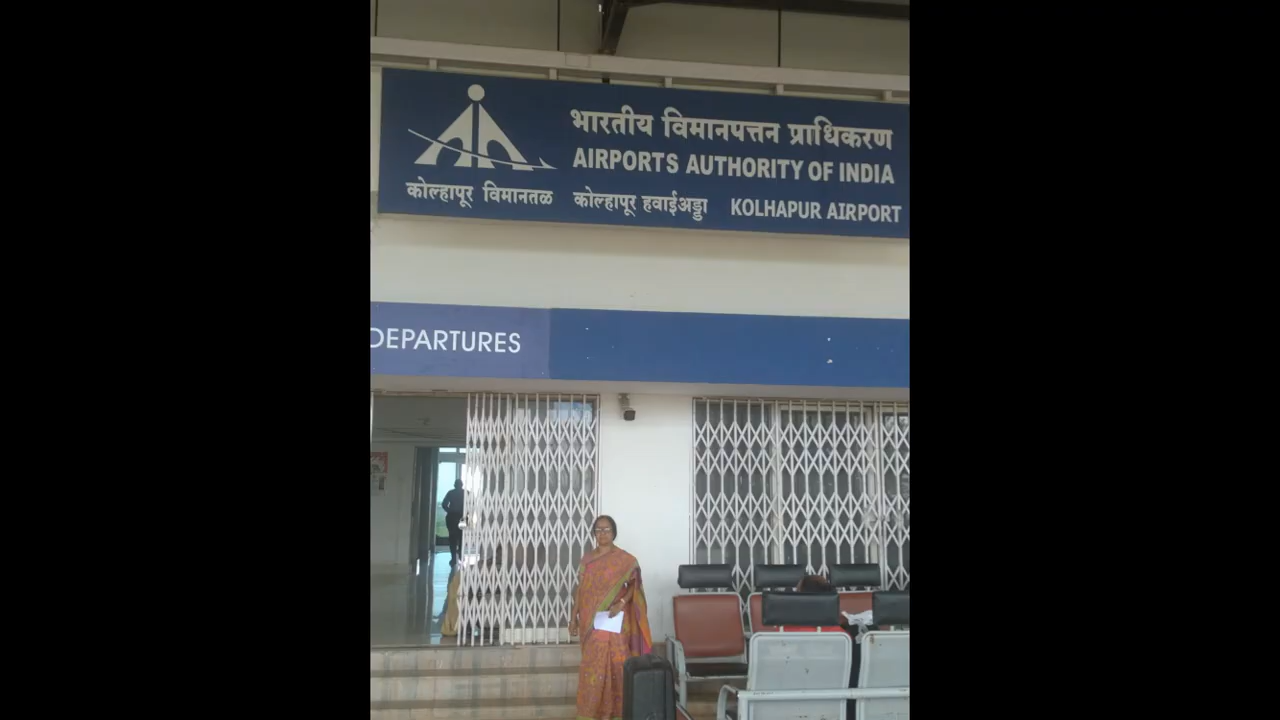 भारतीय विमानपत्तन प्राधिकरण
AIRPORTS AUTHORITY OF INDIA
कोल्हापूर विमानतळ कोल्हापूर हवाईअड्डा KOLHAPUR AIRPORT
DEPARTURES